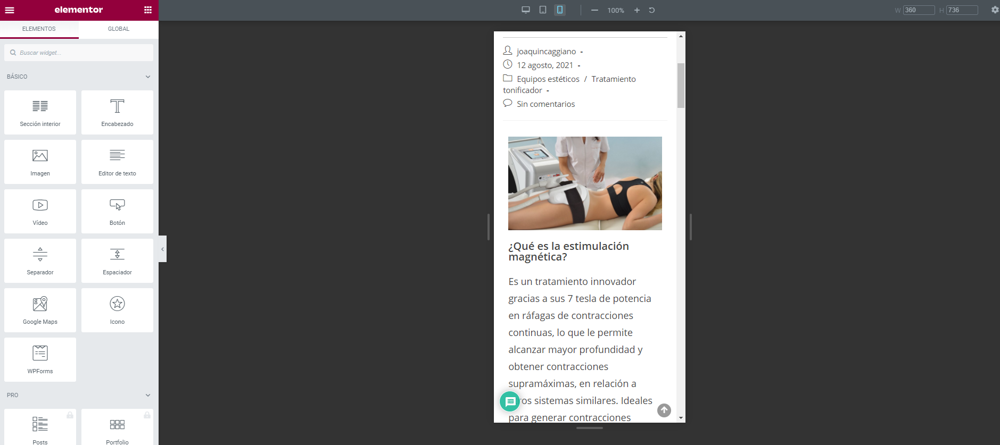 elementor
100%
W 360 H 736
ELEMENTOS GLOBAL
Buscar widget...
BÁSICO
Sección interior Encabezado
Imagen Editor de texto
Vídeo Botón
Separador Espaciador
Google Maps Icono
WPForms
PRO
Posts Portfolio
joaquincaggiano -
12 agosto, 2021 -
Equipos estéticos / Tratamiento
tonificador -
Sin comentarios
¿Qué es la estimulación
magnética?
Es un tratamiento innovador
gracias a sus 7 tesla de potencia
en ráfagas de contracciones
continuas, lo que le permite
alcanzar mayor profundidad y
obtener contracciones
supramáximas, en relación a
ros sistemas similares. Ideales
para generar contracciones